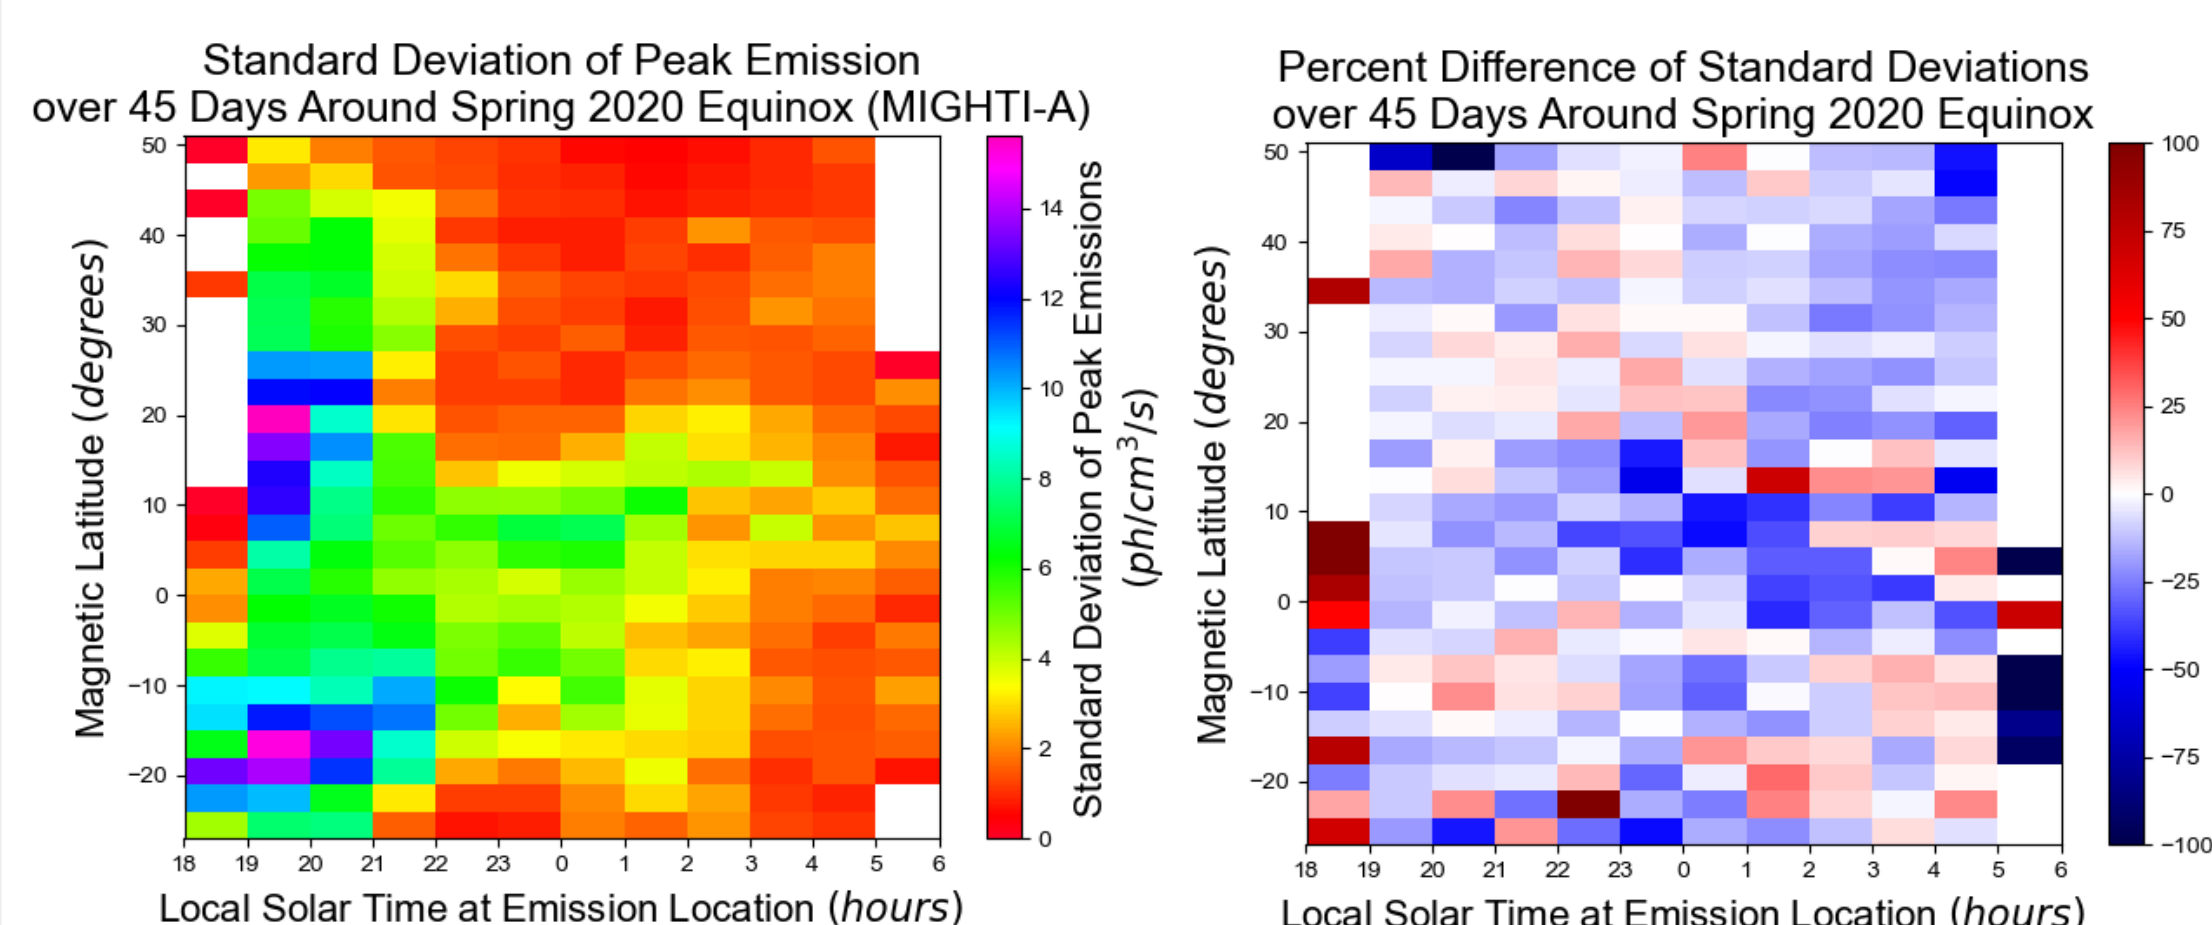 Standard Deviation of Peak Emission
over 45 Days Around Spring 2020 Equinox (MIGHTI-A)
50
40
30
20
10
0
−10
−20
Magnetic Latitude (degrees)
18 19 20 21 22 23 0 1 2 3 4 5 6
Local Solar Time at Emission Location (hours)
14
12
10
8
6
4
2
0
Standard Deviation of Peak Emissions
(ph/cm³/s)
Percent Difference of Standard Deviations
over 45 Days Around Spring 2020 Equinox
50
40
30
20
10
0
−10
−20
Magnetic Latitude (degrees)
18 19 20 21 22 23 0 1 2 3 4 5 6
Local Solar Time at Emission Location (hours)
100
75
50
25
0
−25
−50
−75
−100